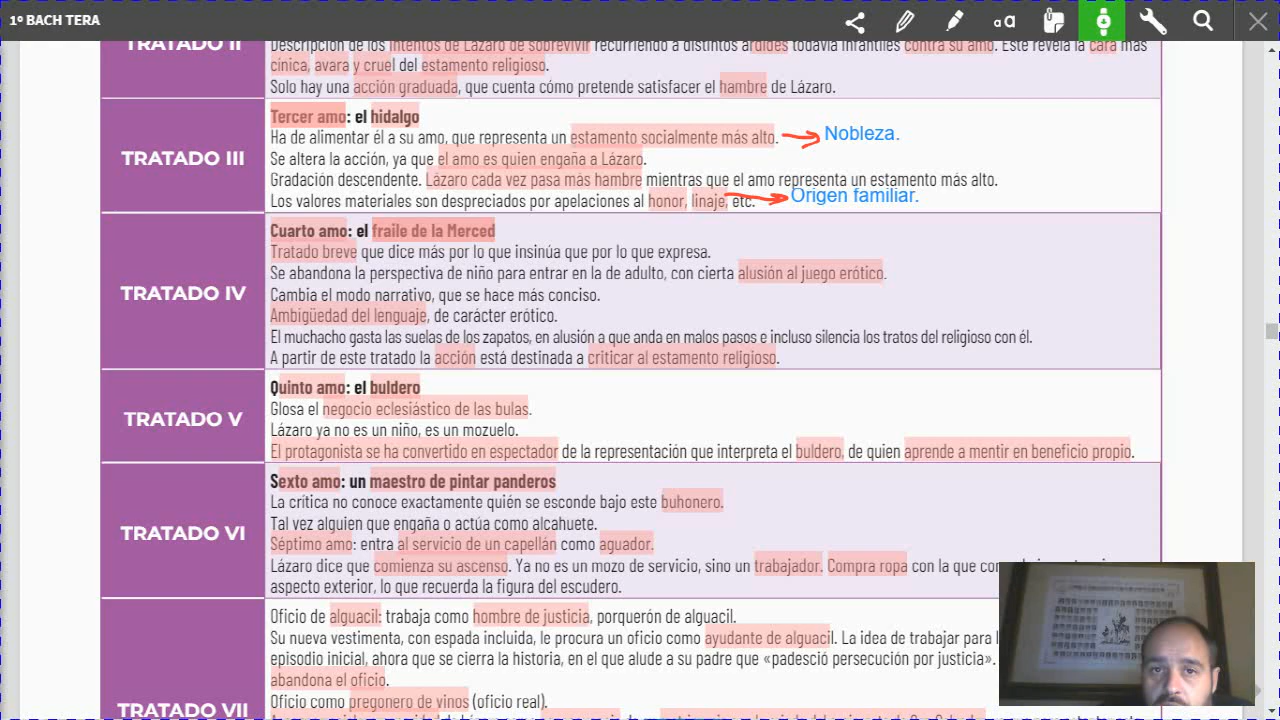 1º BACH TERA
aa
TRATADO II
Descripción de los intentos de Lázaro de sobrevivir recurriendo a distintos ardides todavía infantiles contra su amo. Este revela la cara más
cínica, avara y cruel del estamento religioso.
Solo hay una acción graduada, que cuenta cómo pretende satisfacer el hambre de Lázaro.
TRATADO III
Tercer amo: el hidalgo
Ha de alimentar él a su amo, que representa un estamento socialmente más alto.
Nobleza.
Se altera la acción, ya que el amo es quien engaña a Lázaro.
Gradación descendente. Lázaro cada vez pasa más hambre mientras que el amo representa un estamento más alto.
Los valores materiales son despreciados por apelaciones al honor, linaje, etc.
Origen familiar.
TRATADO IV
Cuarto amo: el fraile de la Merced
Tratado breve que dice más por lo que insinúa que por lo que expresa.
Se abandona la perspectiva de niño para entrar en la de adulto, con cierta alusión al juego erótico.
Cambia el modo narrativo, que se hace más conciso.
Ambigüedad del lenguaje, de carácter erótico.
El muchacho gasta las suelas de los zapatos, en alusión a que anda en malos pasos e incluso silencia los tratos del religioso con él.
A partir de este tratado la acción está destinada a criticar al estamento religioso.
TRATADO V
Quinto amo: el buldero
Glosa el negocio eclesiástico de las bulas.
Lázaro ya no es un niño, es un mozuelo.
El protagonista se ha convertido en espectador de la representación que interpreta el buldero, de quien aprende a mentir en beneficio propio.
TRATADO VI
Sexto amo: un maestro de pintar panderos
La crítica no conoce exactamente quién se esconde bajo este buhonero.
Tal vez alguien que engaña o actúa como alcahuete.
Séptimo amo: entra al servicio de un capellán como aguador.
Lázaro dice que comienza su ascenso. Ya no es un mozo de servicio, sino un trabajador. Compra ropa con la que
aspecto exterior, lo que recuerda la figura del escudero.
TRATADO VII
Oficio de alguacil: trabaja como hombre de justicia, porquerón de alguacil.
Su nueva vestimenta, con espada incluida, le procura un oficio como ayudante de alguacil. La idea de trabajar para
episodio inicial, ahora que se cierra la historia, en el que alude a su padre que «padesció persecución por justicia».
abandona el oficio.
Oficio como pregonero de vinos (oficio real).